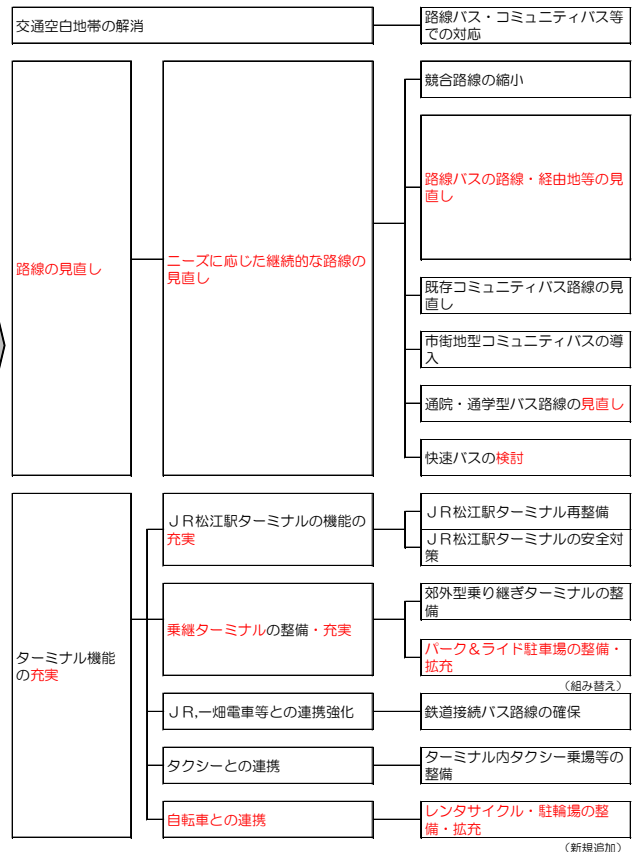 交通空白地帯の解消
路線バス・コミュニティバス等
での対応
路線の見直し
ニーズに応じた継続的な路線の
見直し
競合路線の縮小
路線バスの路線・経由地等の見
直し
既存コミュニティバス路線の見
直し
市街地型コミュニティバスの導
入
通院・通学型バス路線の見直し
快速バスの検討
ターミナル機能
の充実
ＪＲ松江駅ターミナルの機能の
充実
ＪＲ松江駅ターミナル再整備
ＪＲ松江駅ターミナルの安全対
策
乗継ターミナルの整備・充実
郊外型乗り継ぎターミナルの整
備
パーク＆ライド駐車場の整備・
拡充
（組み替え）
ＪＲ,一畑電車等との連携強化
鉄道接続バス路線の確保
タクシーとの連携
ターミナル内タクシー乗場等の
整備
自転車との連携
レンタサイクル・駐輪場の整
備・拡充
（新規追加）